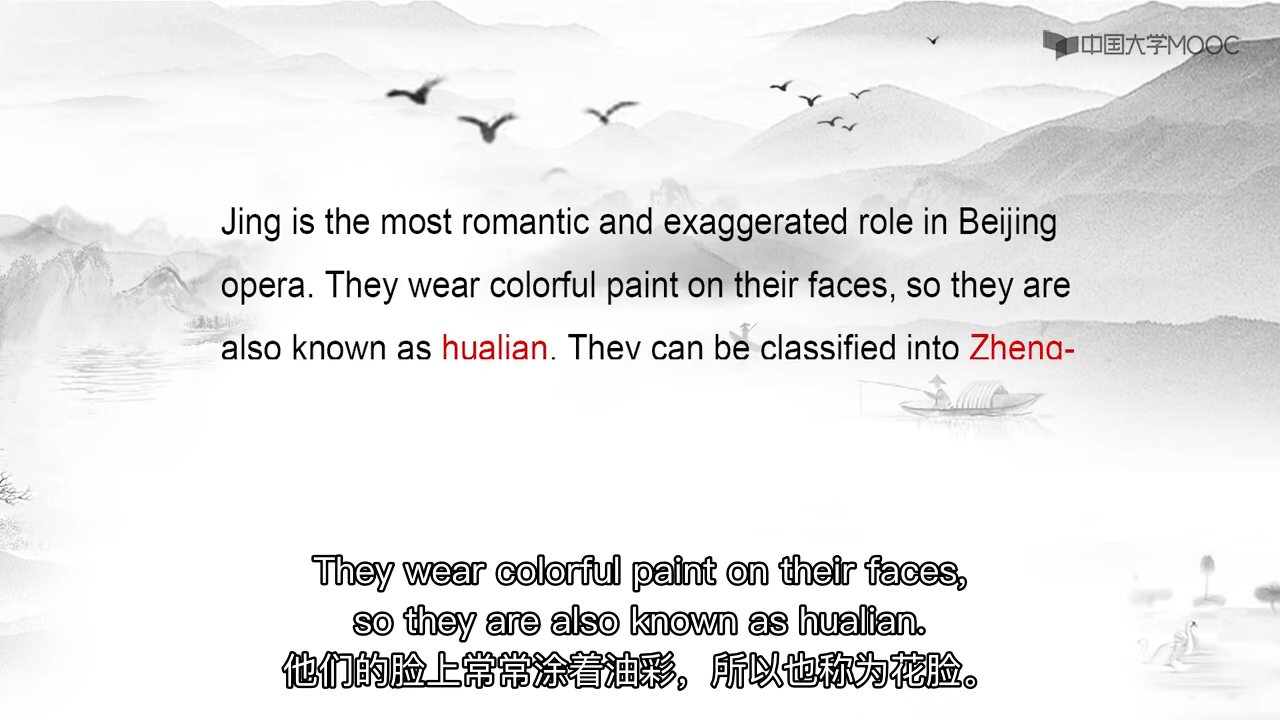 中国大学MOOC
Jing is the most romantic and exaggerated role in Beijing
opera. They wear colorful paint on their faces, so they are
also known as hualian. They can be classified into Zheng-
They wear colorful paint on their faces,
so they are also known as hualian.
他们的脸上常常涂着油彩，所以也称为花脸。